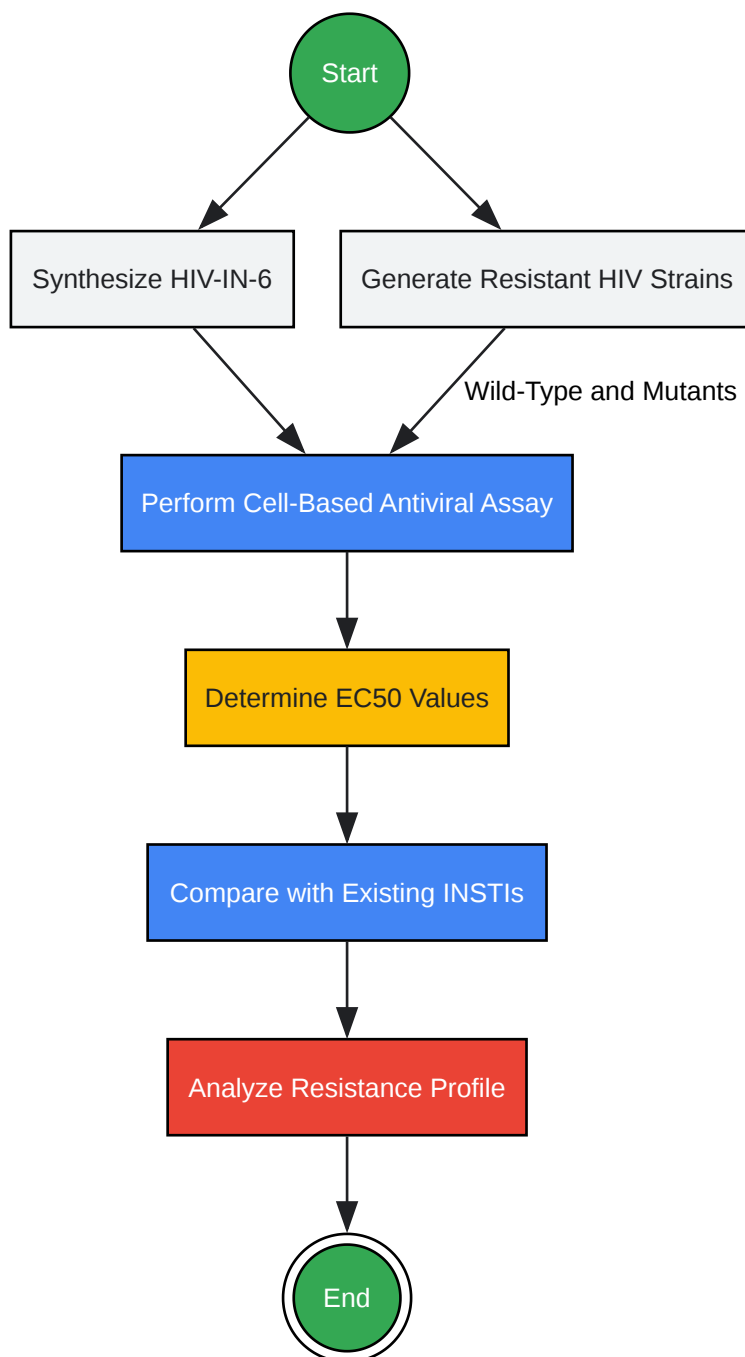 Start
Synthesize HIV-IN-6
Generate Resistant HIV Strains
Wild-Type and Mutants
Perform Cell-Based Antiviral Assay
Determine EC50 Values
Compare with Existing INSTIs
Analyze Resistance Profile
End